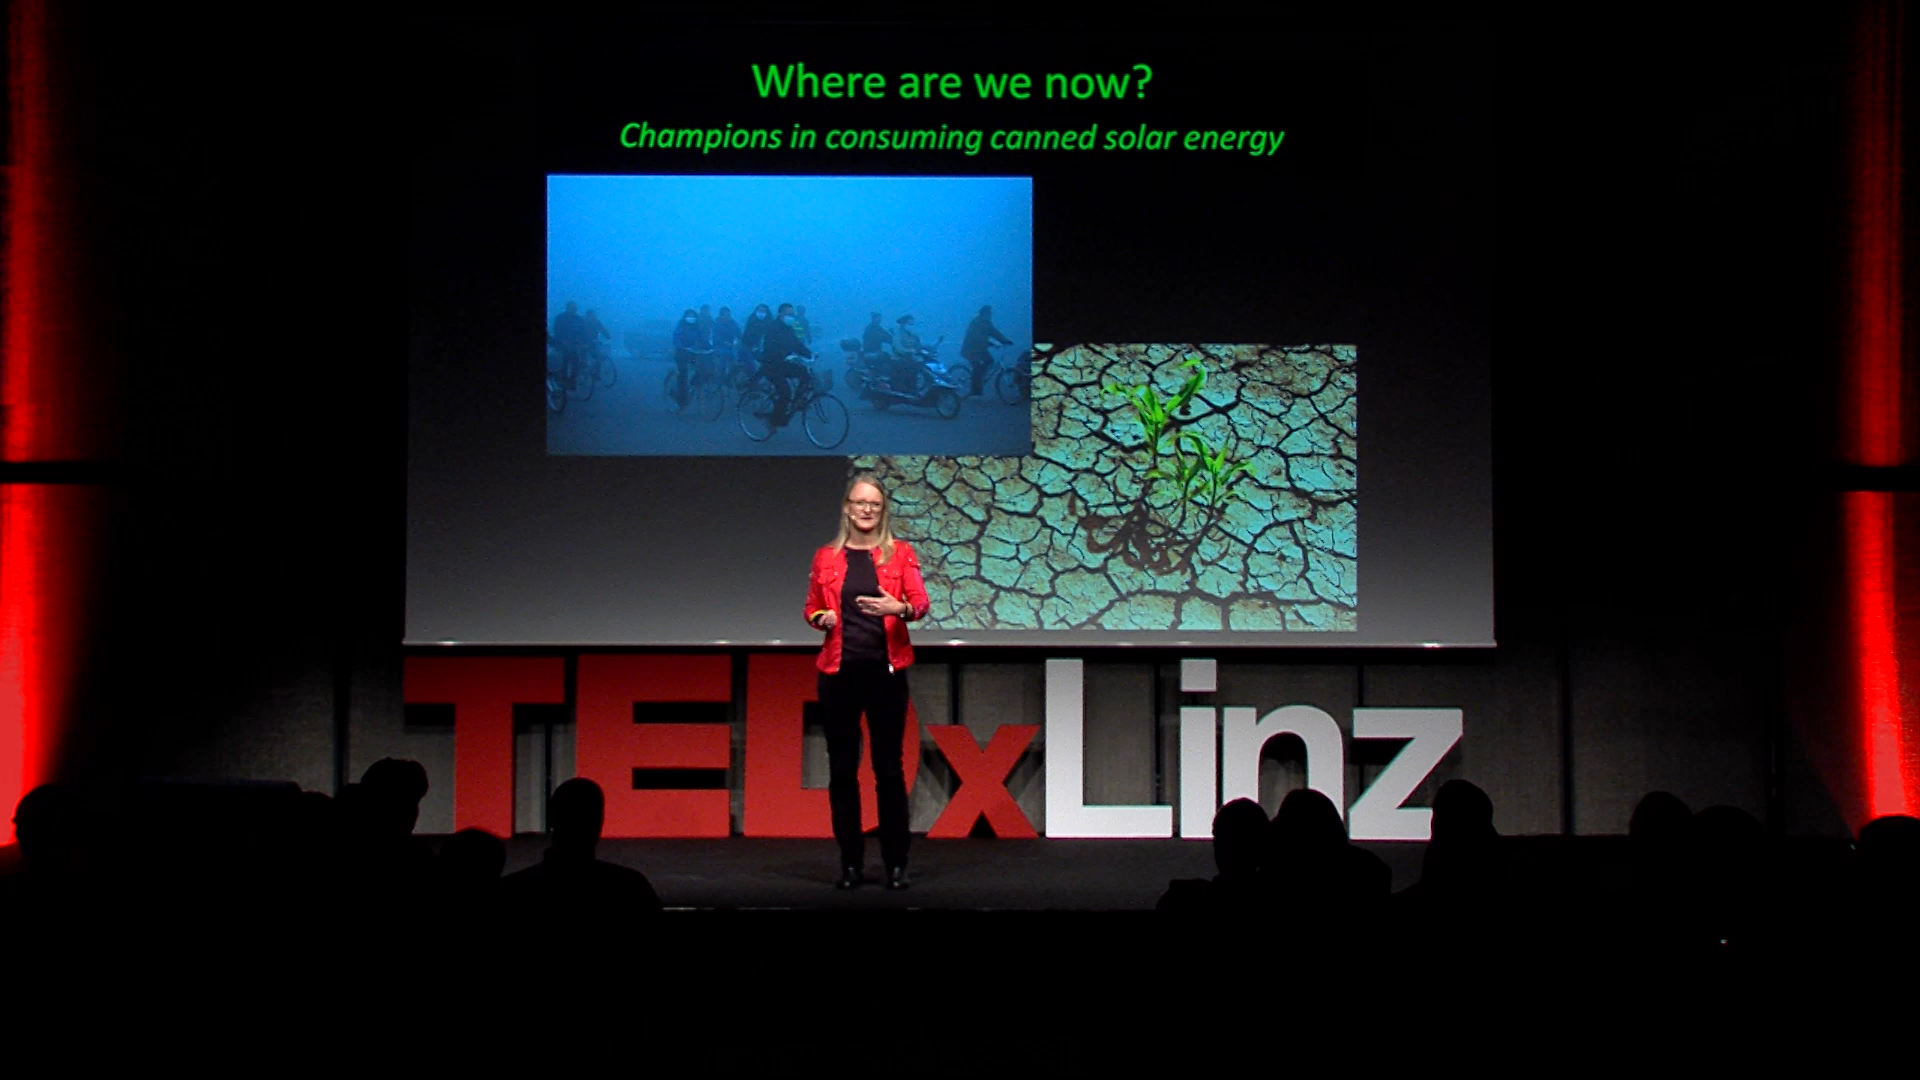 Where are we now?
Champions in consuming canned solar energy
TEDxLinz